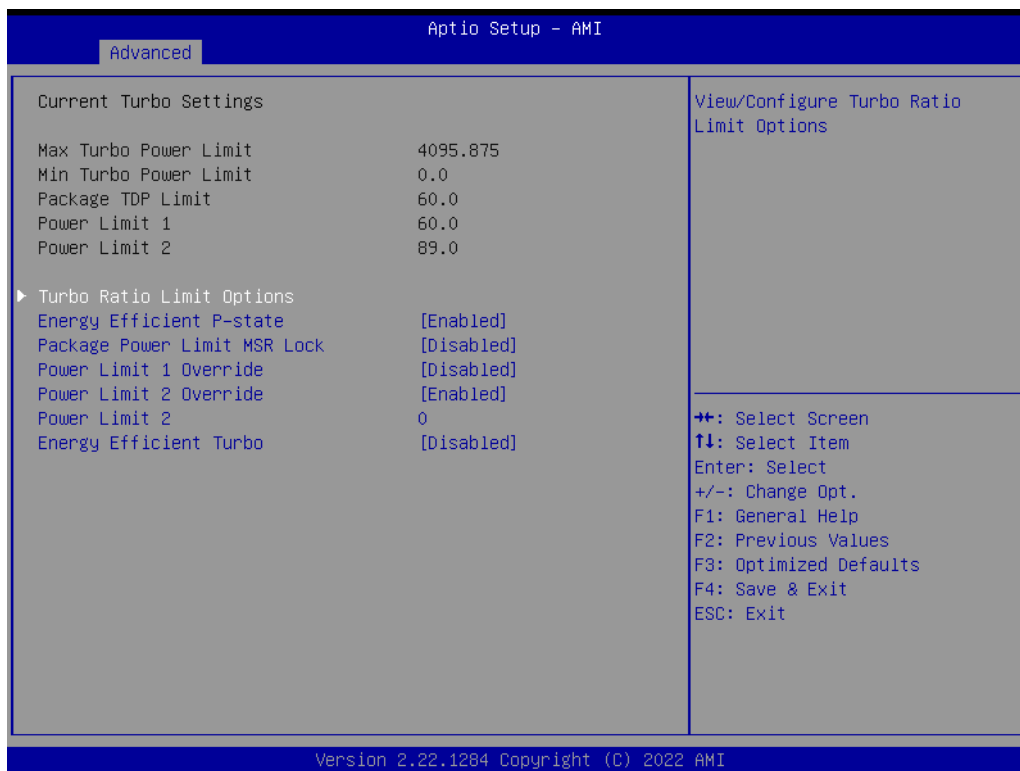 Aptio Setup – AMI
Advanced
Current Turbo Settings
Max Turbo Power Limit 4095.875
Min Turbo Power Limit 0.0
Package TDP Limit 60.0
Power Limit 1 60.0
Power Limit 2 89.0
Turbo Ratio Limit Options
Energy Efficient P-state [Enabled]
Package Power Limit MSR Lock [Disabled]
Power Limit 1 Override [Disabled]
Power Limit 2 Override [Enabled]
Power Limit 2 0
Energy Efficient Turbo [Disabled]
View/Configure Turbo Ratio
Limit Options
→←: Select Screen
↑↓: Select Item
Enter: Select
+/-: Change Opt.
F1: General Help
F2: Previous Values
F3: Optimized Defaults
F4: Save & Exit
ESC: Exit
Version 2.22.1284 Copyright (C) 2022 AMI